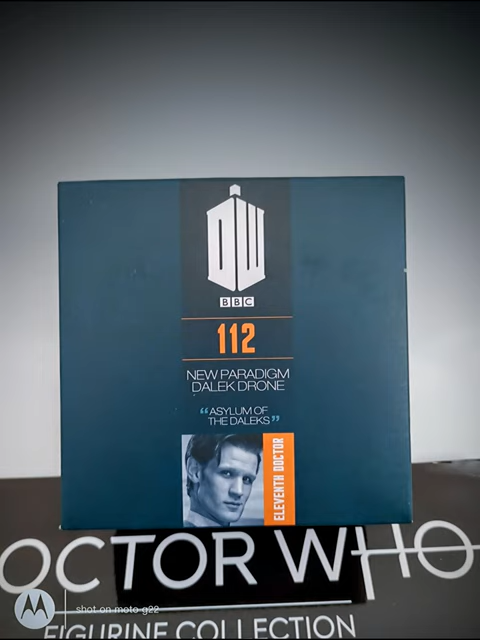 DW
BBC
112
NEW PARADIGM
DALEK DRONE
“ASYLUM OF
THE DALEKS”
ELEVENTH DOCTOR
OCTOR WHO
FIGURINE COLLECTION
shot on moto g22